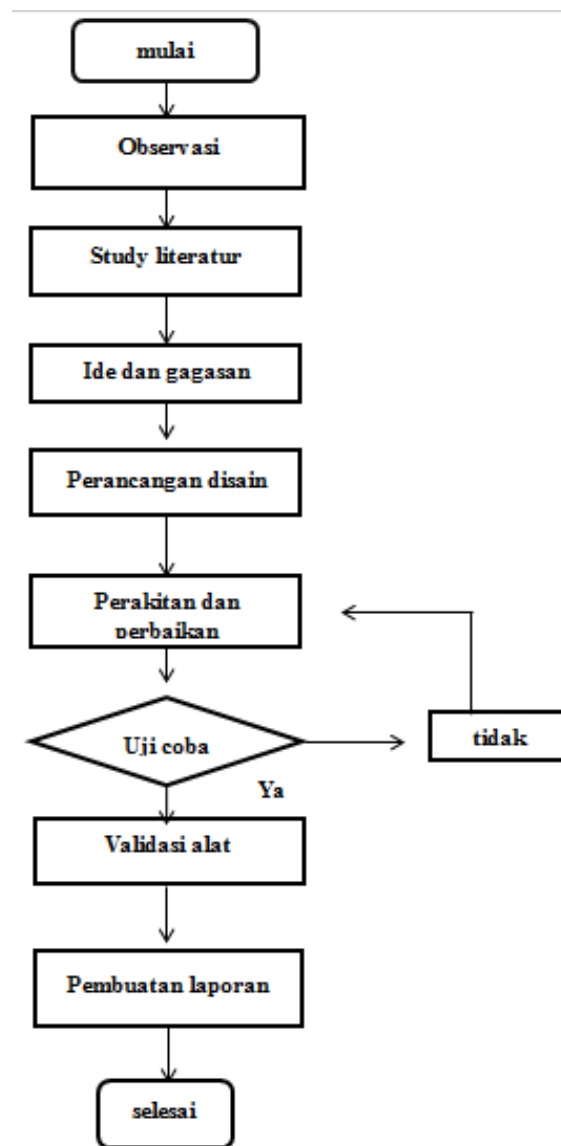 mulai
Observasi
Study literatur
Ide dan gagasan
Perancangan disain
Perakitan dan
perbaikan
Uji coba
tidak
Ya
Validasi alat
Pembuatan laporan
selesai